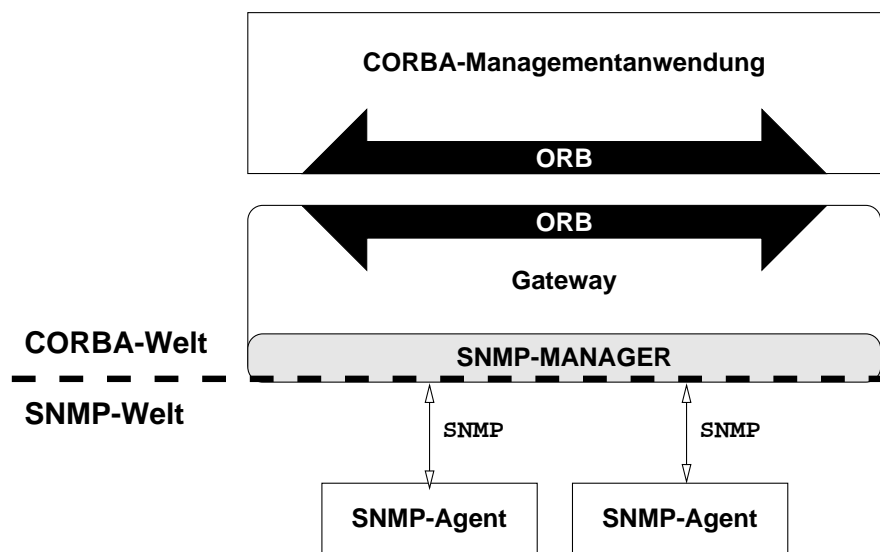 CORBA-Managementanwendung
ORB
ORB
Gateway
CORBA-Welt
SNMP-MANAGER
SNMP-Welt
SNMP
SNMP
SNMP-Agent
SNMP-Agent